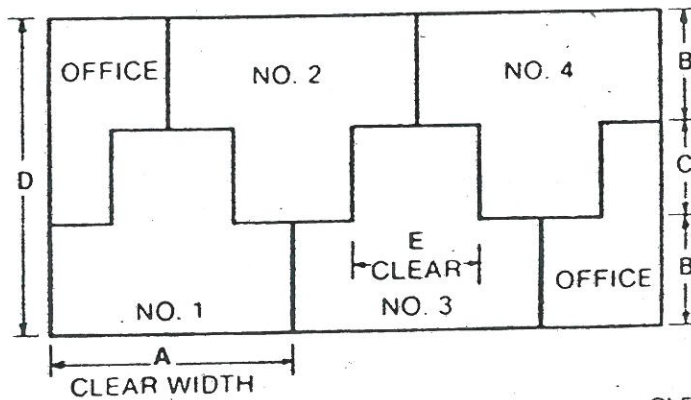 OFFICE
NO. 2
NO. 4
B
D
C
E
CLEAR
B
NO. 1
NO. 3
OFFICE
A
CLEAR WIDTH